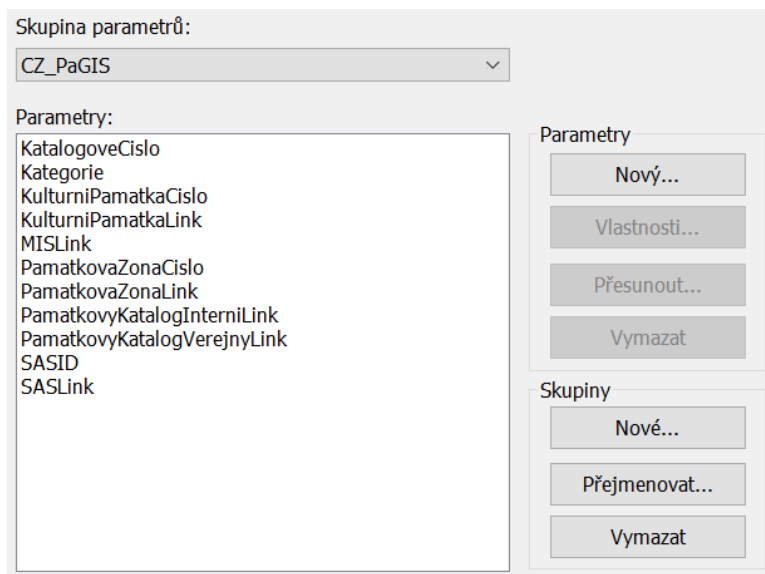 Skupina parametrů:
CZ_PaGIS
Parametry:
KatalogoveCislo
Kategorie
KulturniPamatkaCislo
KulturniPamatkaLink
MISLink
PamatkovaZonaCislo
PamatkovaZonaLink
PamatkovyKatalogInterniLink
PamatkovyKatalogVerejnyLink
SASID
SASLink
Parametry
Nový...
Vlastnosti...
Přesunout...
Vymazat
Skupiny
Nové...
Přejmenovat...
Vymazat